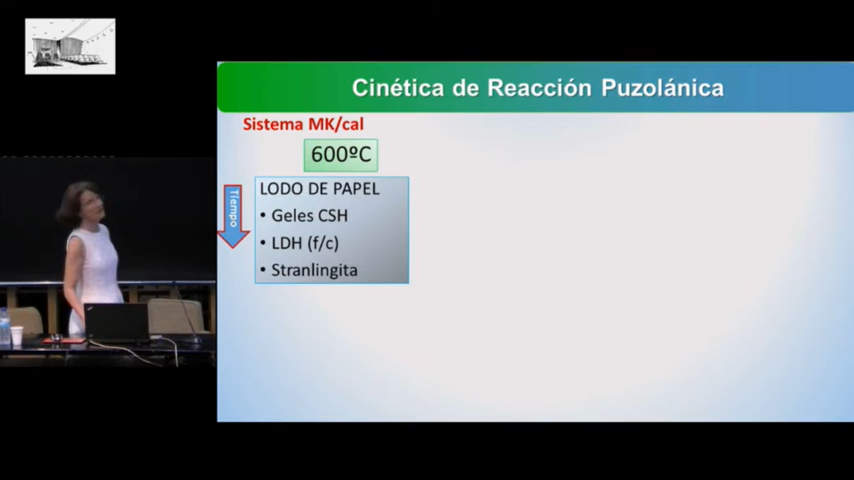 Cinética de Reacción Puzolánica
Sistema MK/cal
600ºC
Tiempo
LODO DE PAPEL
• Geles CSH
• LDH (f/c)
• Stranlingita